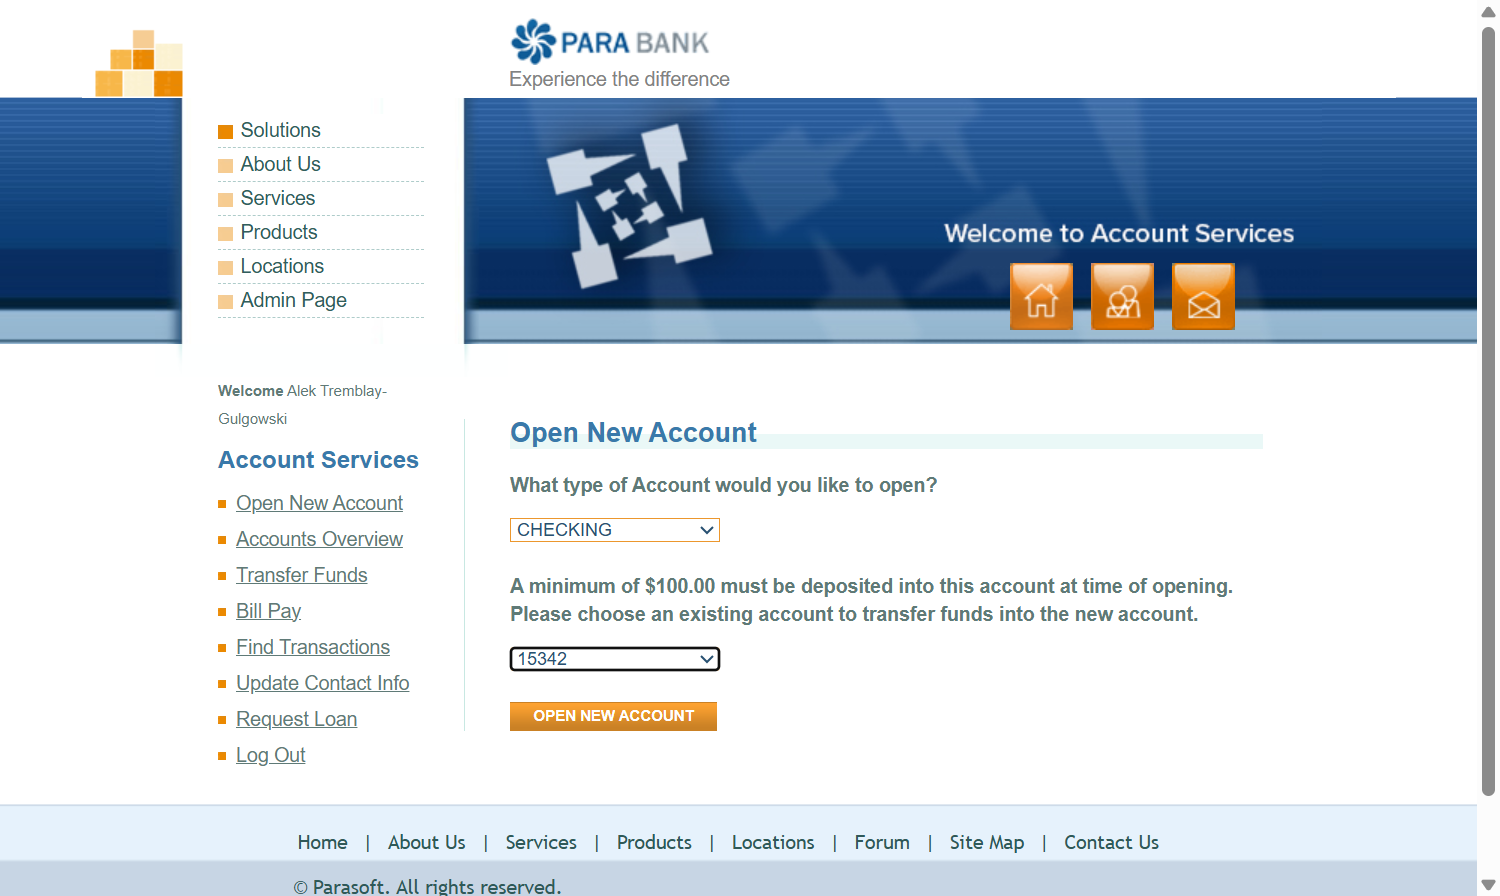 PARA BANK
Experience the difference
Solutions
About Us
Services
Products
Locations
Admin Page
Welcome to Account Services
Welcome Alek Tremblay-
Gulgowski
Account Services
Open New Account
Accounts Overview
Transfer Funds
Bill Pay
Find Transactions
Update Contact Info
Request Loan
Log Out
Open New Account
What type of Account would you like to open?
CHECKING
A minimum of $100.00 must be deposited into this account at time of opening.
Please choose an existing account to transfer funds into the new account.
15342
OPEN NEW ACCOUNT
Home | About Us | Services | Products | Locations | Forum | Site Map | Contact Us
© Parasoft. All rights reserved.